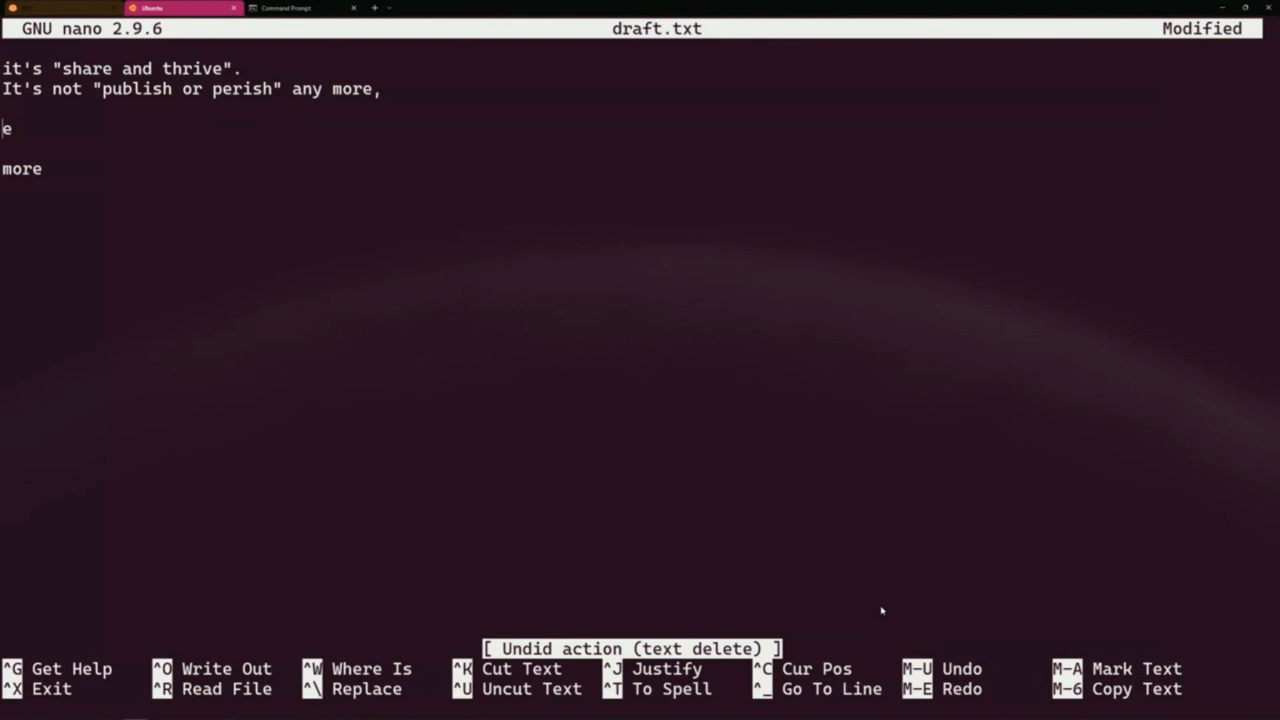 Ubuntu
Command Prompt
GNU nano 2.9.6 draft.txt Modified
it's "share and thrive".
It's not "publish or perish" any more,
e
more
[ Undid action (text delete) ]
^G Get Help ^O Write Out ^W Where Is ^K Cut Text ^J Justify ^C Cur Pos M-U Undo M-A Mark Text
^X Exit ^R Read File ^\ Replace ^U Uncut Text ^T To Spell ^_ Go To Line M-E Redo M-6 Copy Text